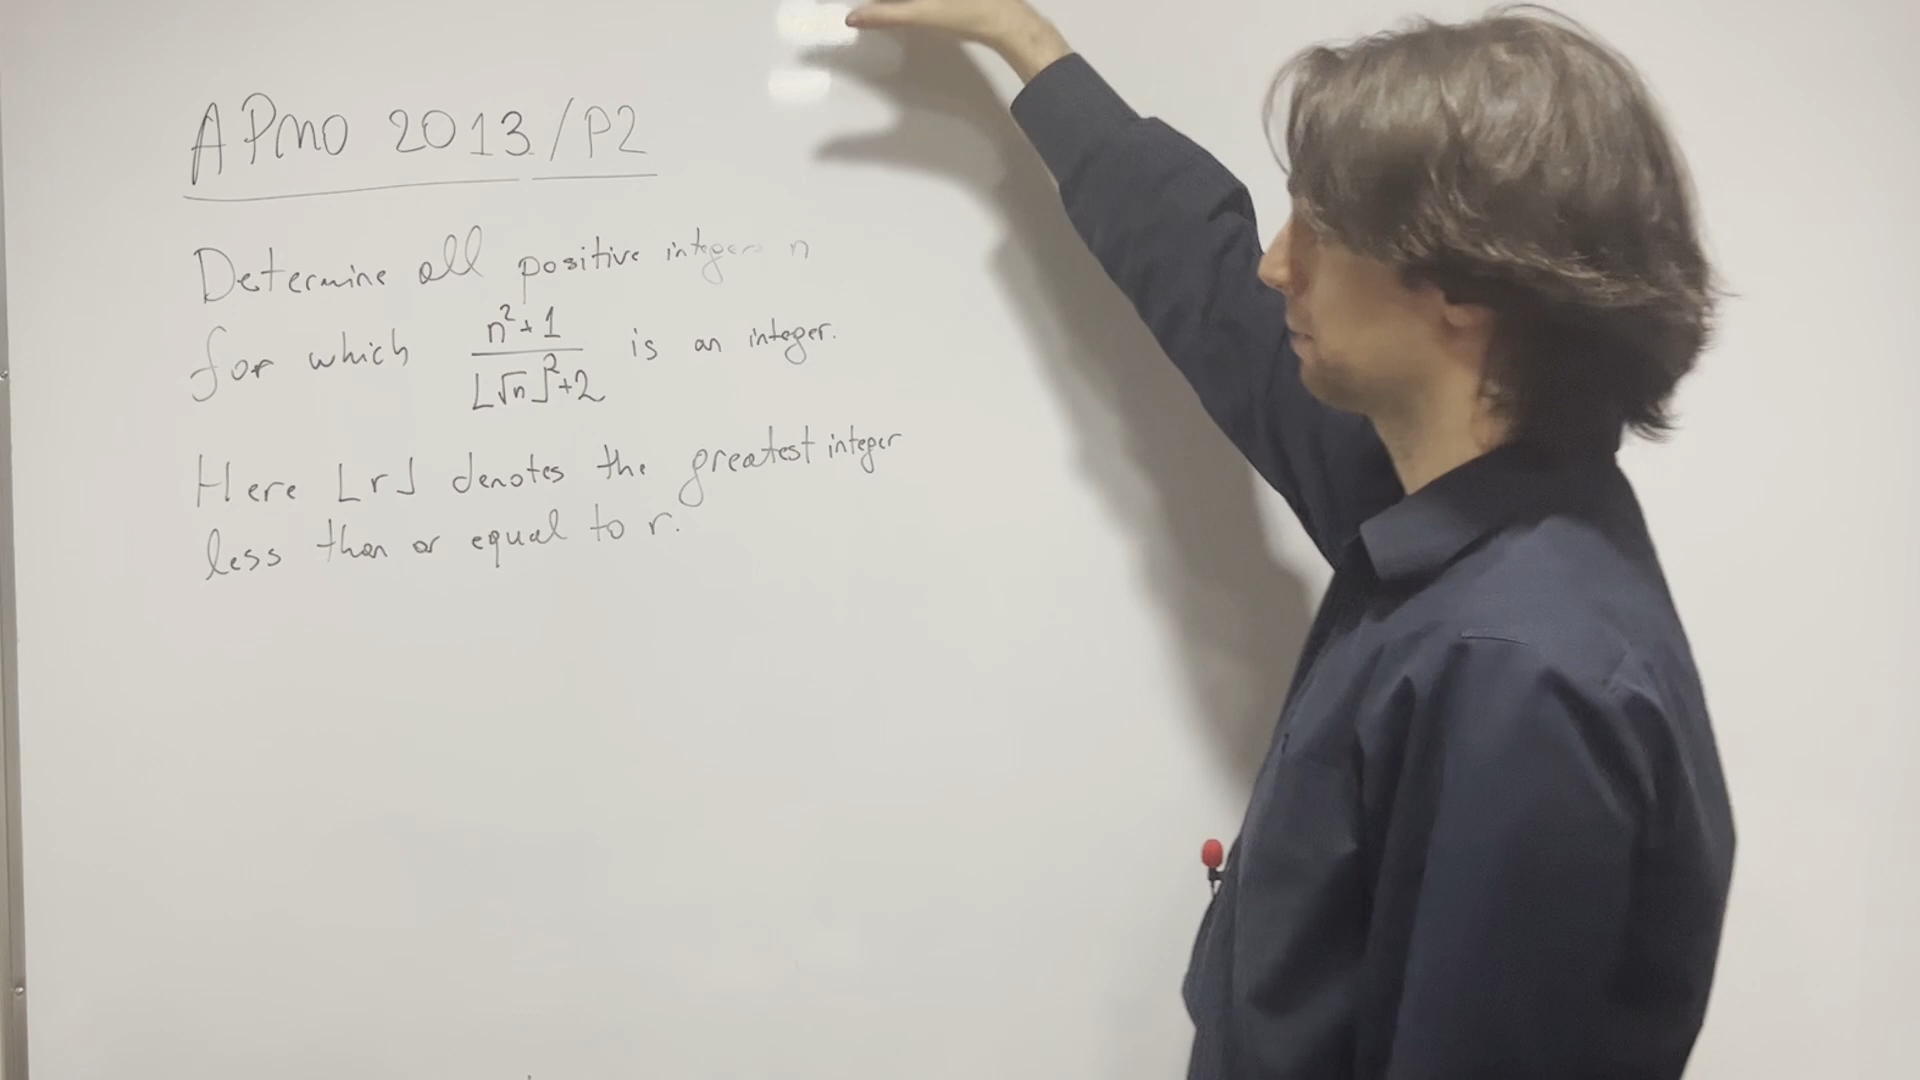 APMO 2013/P2
Determine all positive integers n
for which n²+1 / ⌊√n⌋²+2 is an integer.
Here ⌊r⌋ denotes the greatest integer
less than or equal to r.